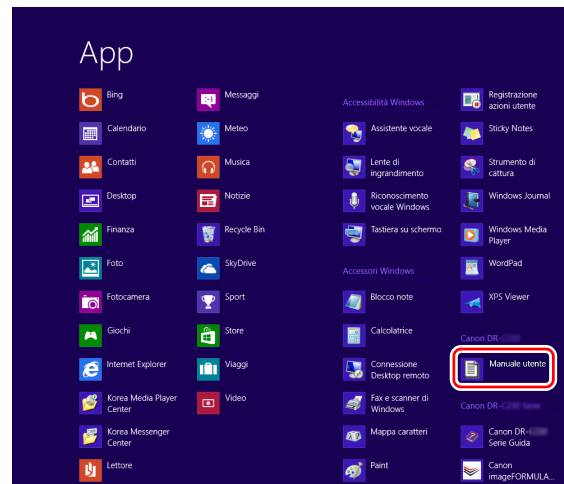 App
Bing
Calendario
Contatti
Desktop
Finanza
Foto
Fotocamera
Giochi
Internet Explorer
Korea Media Player
Center
Korea Messenger
Center
Lettore
Messaggi
Meteo
Musica
Notizie
Recycle Bin
SkyDrive
Sport
Store
Viaggi
Video
Accessibilità Windows
Assistente vocale
Lente di
ingrandimento
Riconoscimento
vocale Windows
Tastiera su schermo
Accessori Windows
Blocco note
Calcolatrice
Connessione
Desktop remoto
Fax e scanner di
Windows
Mappa caratteri
Paint
Registrazione
azioni utente
Sticky Notes
Strumento di
cattura
Windows Journal
Windows Media
Player
WordPad
XPS Viewer
Canon DR-
Manuale utente
Canon DR-
Canon DR-
Serie Guida
Canon
imageFORMULA...